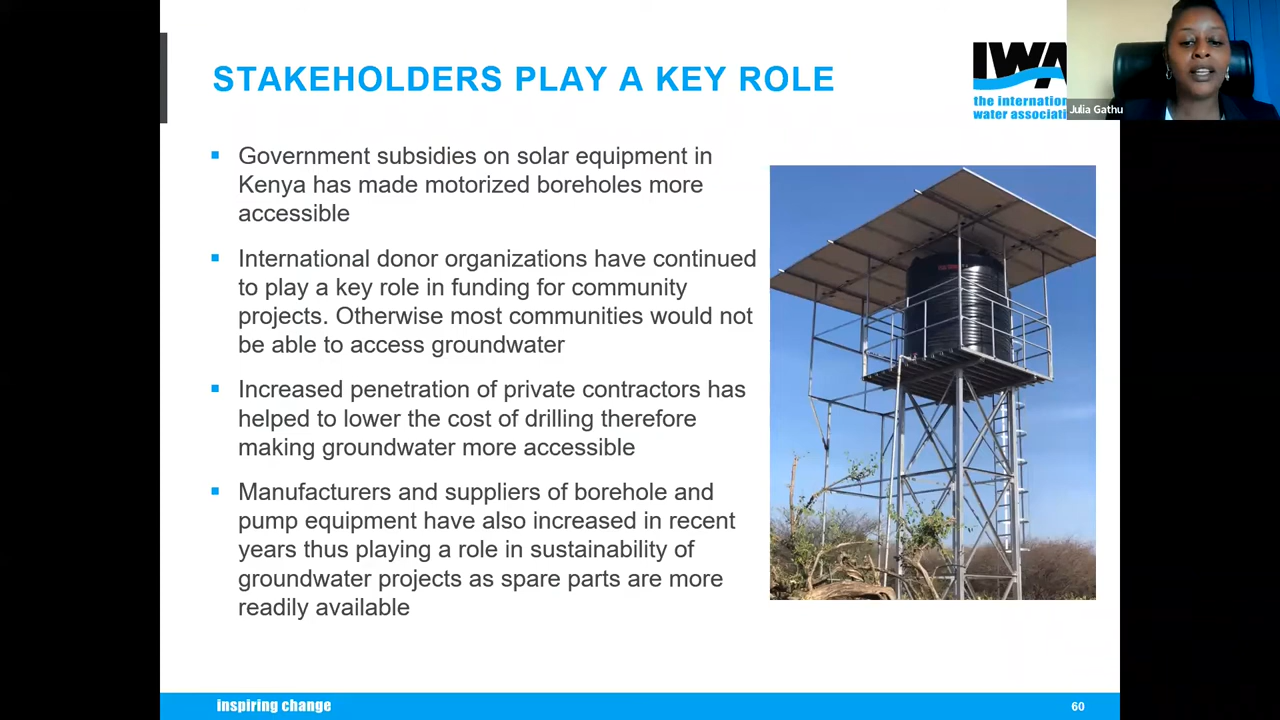 STAKEHOLDERS PLAY A KEY ROLE
IWA
the internation
water associati
Julia Gathu
Government subsidies on solar equipment in
Kenya has made motorized boreholes more
accessible
International donor organizations have continued
to play a key role in funding for community
projects. Otherwise most communities would not
be able to access groundwater
Increased penetration of private contractors has
helped to lower the cost of drilling therefore
making groundwater more accessible
Manufacturers and suppliers of borehole and
pump equipment have also increased in recent
years thus playing a role in sustainability of
groundwater projects as spare parts are more
readily available
inspiring change
60